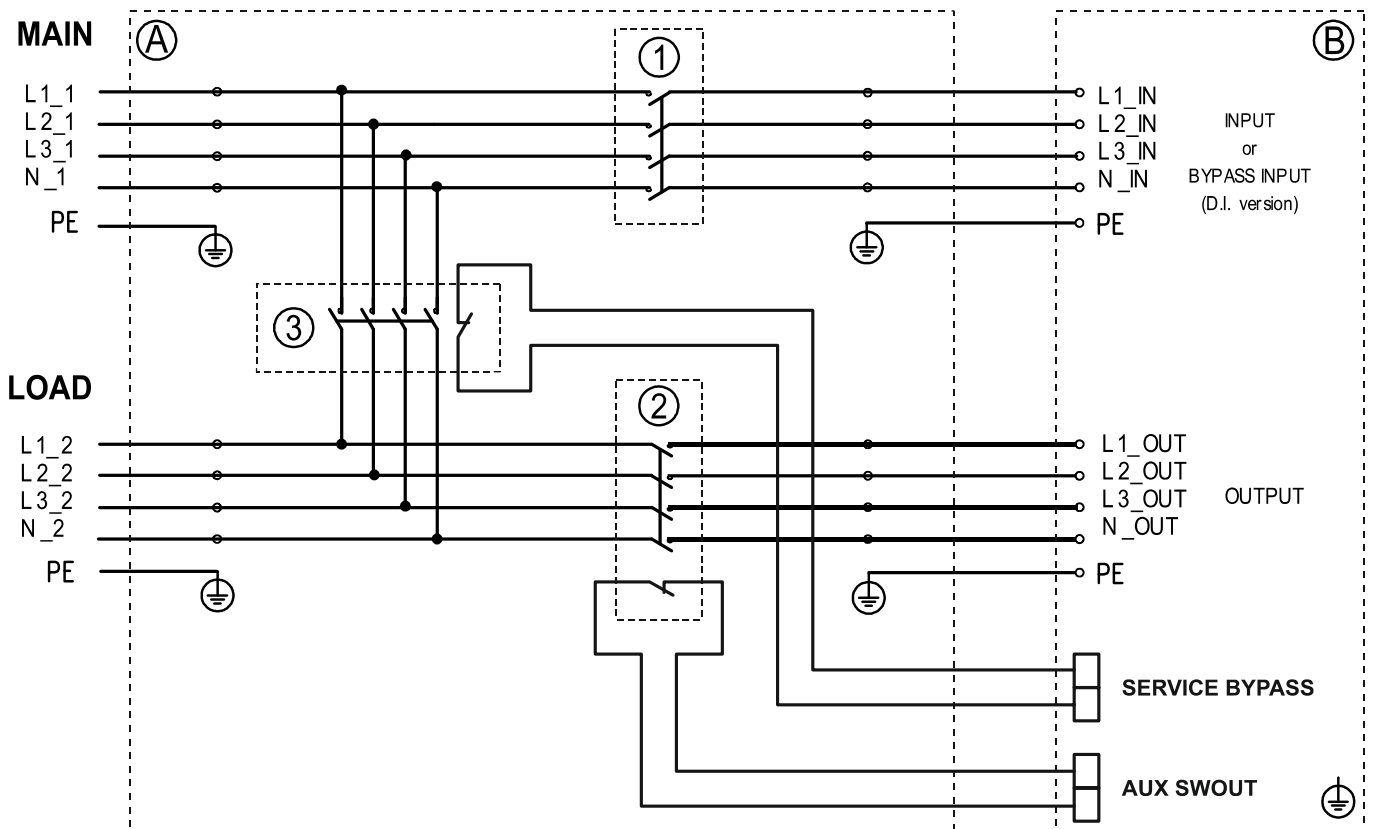 MAIN
A
1
B
L1_1
L2_1
L3_1
N_1
PE
L1_IN
L2_IN
L3_IN
N_IN
PE
INPUT
or
BYPASS INPUT
(D.I. version)
3
LOAD
2
L1_2
L2_2
L3_2
N_2
PE
L1_OUT
L2_OUT
L3_OUT
N_OUT
PE
OUTPUT
SERVICE BYPASS
AUX SWOUT